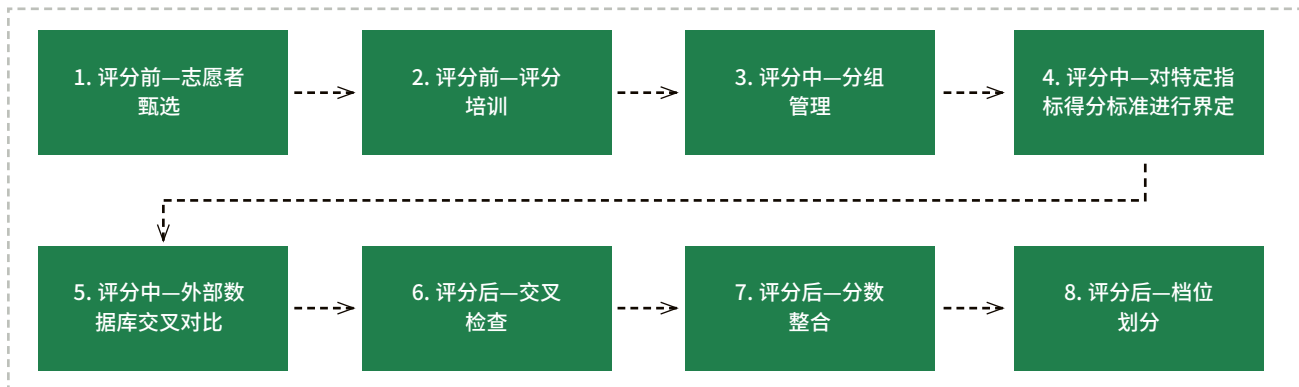 1. 评分前—志愿者
甄选
2. 评分前—评分
培训
3. 评分中—分组
管理
4. 评分中—对特定指
标得分标准进行界定
5. 评分中—外部数
据库交叉对比
6. 评分后—交叉
检查
7. 评分后—分数
整合
8. 评分后—档位
划分